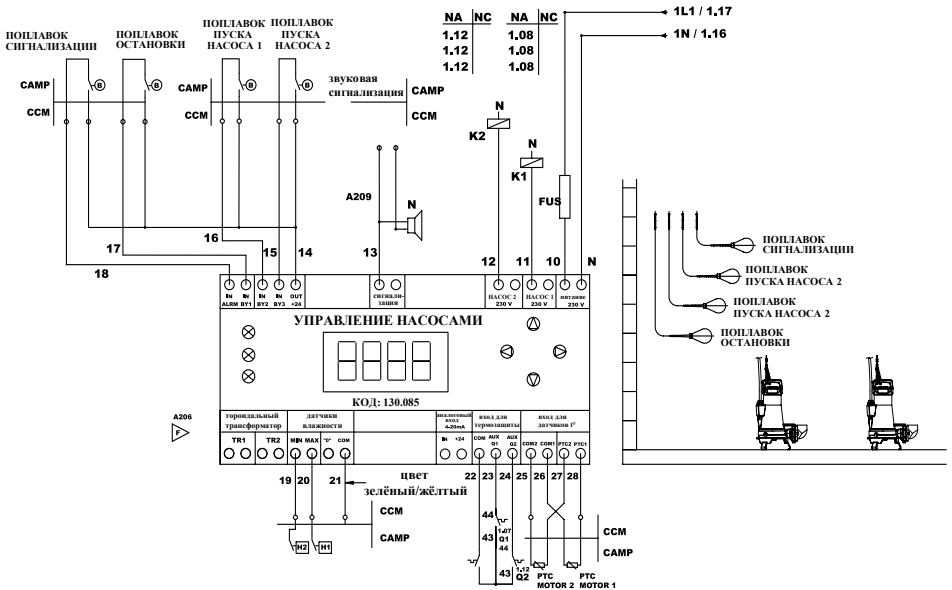 ПОПЛАВОК
СИГНАЛИЗАЦИИ
ПОПЛАВОК
ОСТАНОВКИ
ПОПЛАВОК
ПУСКА
НАСОСА 1
ПОПЛАВОК
ПУСКА
НАСОСА 2
NA NC
1.12
1.12
1.12
NA NC
1.08
1.08
1.08
1L1 / 1.17
1N / 1.16
CAMP
CCM
B
B
CAMP
CCM
B
B
звуковая
сигнализация
CAMP
CCM
N
K2
N
K1
FUS
A209
N
18
17
16
15
14
13
12
11
10
N
IN
ALRM
IN
BY1
IN
BY2
IN
BY3
OUT
+24
сигнали-
зация
НАСОС 2
230 V
НАСОС 1
230 V
питание
230 V
УПРАВЛЕНИЕ НАСОСАМИ
КОД: 130.085
A206
F
тороидальный
трансформатор
датчики
влажности
аналоговый
вход
4-20mA
вход для
термозащиты
вход для
датчиков t°
TR1
TR2
MIN
MAX
"0"
COM
IN
+24
COM
AUX
Q1
AUX
Q2
COM2
COM1
PTC2
PTC1
19
20
21
22
23
24
25
26
27
28
цвет
зелёный/жёлтый
CCM
CAMP
H2
H1
44
43
1.07
Q1
44
43
1.12
Q2
CCM
CAMP
PTC
MOTOR 2
PTC
MOTOR 1
ПОПЛАВОК
СИГНАЛИЗАЦИИ
ПОПЛАВОК
ПУСКА НАСОСА 2
ПОПЛАВОК
ПУСКА НАСОСА 2
ПОПЛАВОК
ОСТАНОВКИ